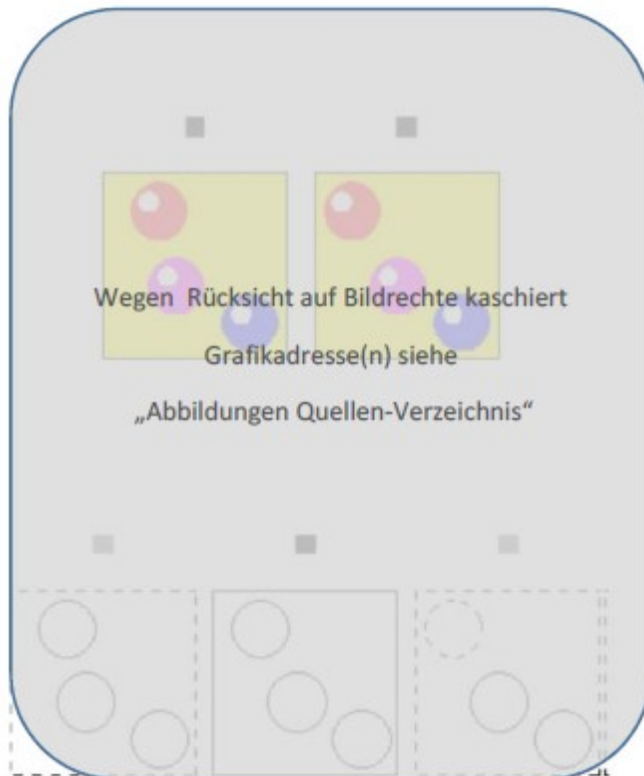 Wegen Rücksicht auf Bildrechte kaschiert
Grafikadresse(n) siehe
„Abbildungen Quellen-Verzeichnis“